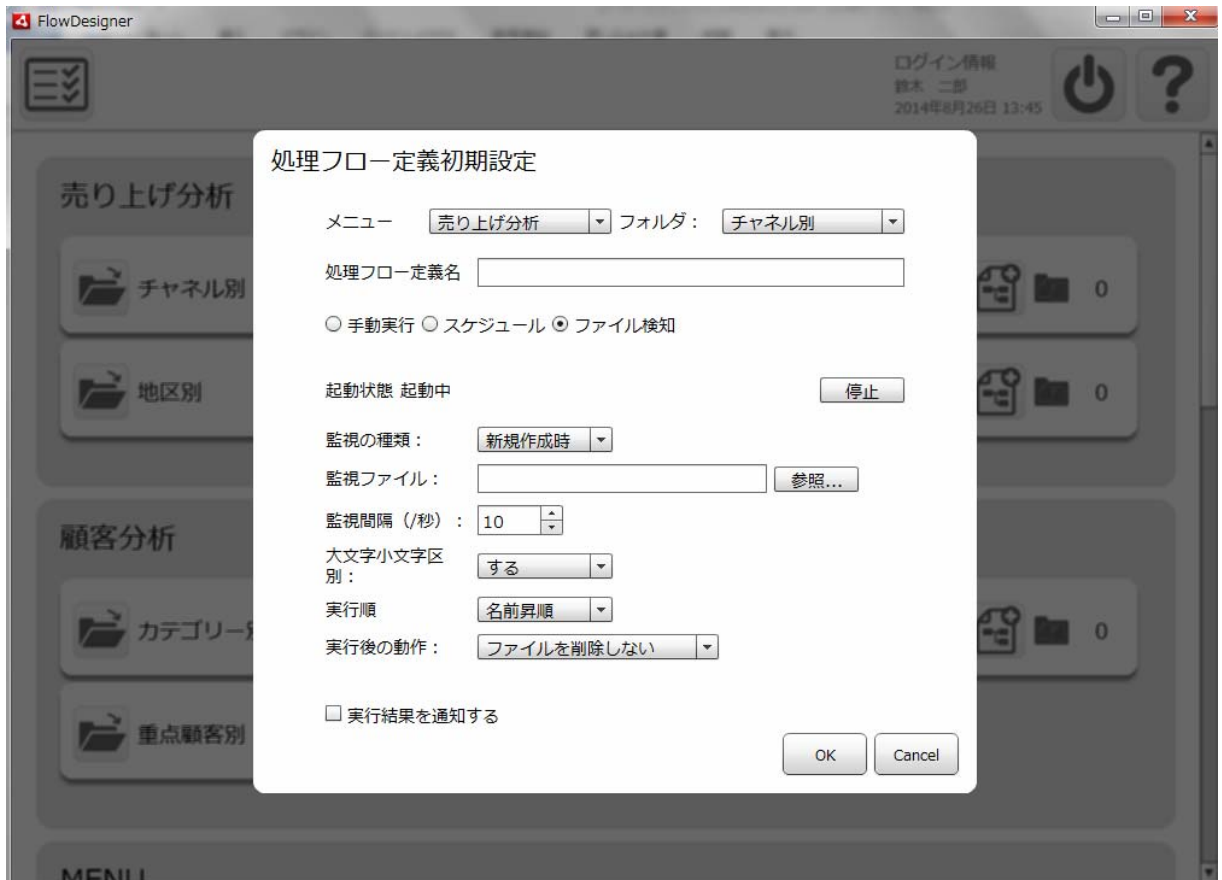 FlowDesigner
ログイン情報
鈴木 二郎
2014年8月26日 13:45
処理フロー定義初期設定
売り上げ分析
メニュー 売り上げ分析 フォルダ： チャネル別
処理フロー定義名
チャネル別 0
手動実行 スケジュール ファイル検知
地区別 0
起動状態 起動中 停止
監視の種類： 新規作成時
監視ファイル： 参照...
監視間隔（/秒）： 10
顧客分析
大文字小文字区
別： する
実行順 名前昇順
カテゴリー 0
実行後の動作： ファイルを削除しない
実行結果を通知する
重点顧客別
OK Cancel
MENU